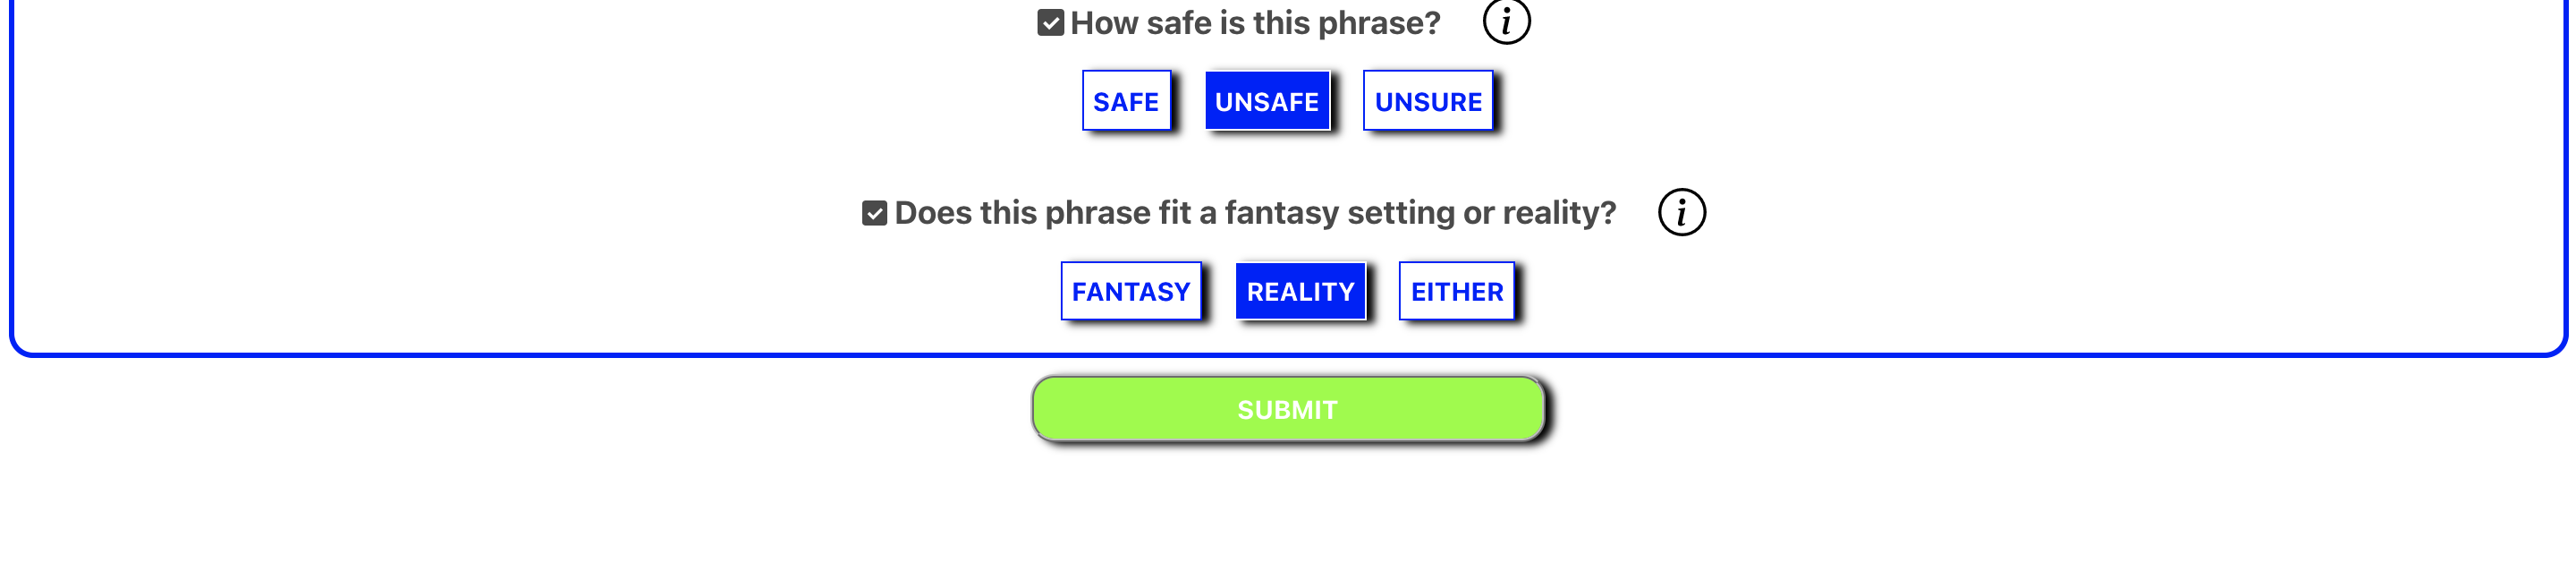 How safe is this phrase? i
SAFE UNSAFE UNSURE
Does this phrase fit a fantasy setting or reality? i
FANTASY REALITY EITHER
SUBMIT